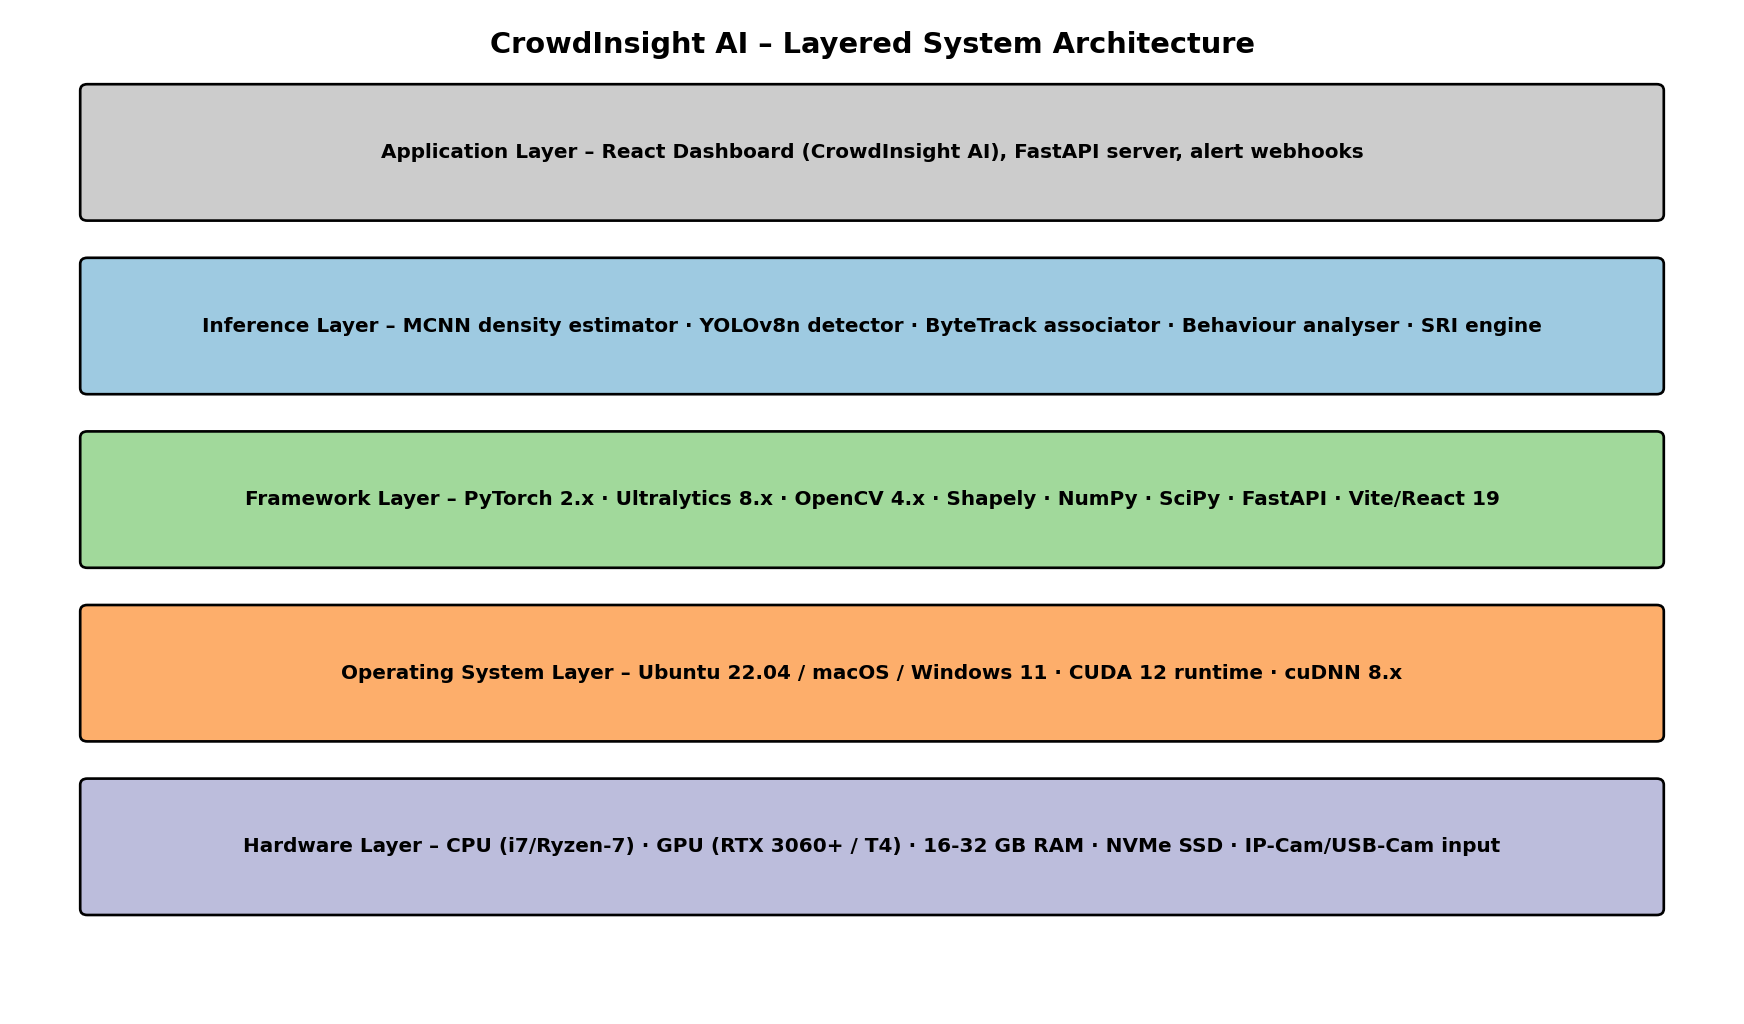 CrowdInsight AI – Layered System Architecture
Application Layer – React Dashboard (CrowdInsight AI), FastAPI server, alert webhooks
Inference Layer – MCNN density estimator · YOLOv8n detector · ByteTrack associator · Behaviour analyser · SRI engine
Framework Layer – PyTorch 2.x · Ultralytics 8.x · OpenCV 4.x · Shapely · NumPy · SciPy · FastAPI · Vite/React 19
Operating System Layer – Ubuntu 22.04 / macOS / Windows 11 · CUDA 12 runtime · cuDNN 8.x
Hardware Layer – CPU (i7/Ryzen-7) · GPU (RTX 3060+ / T4) · 16-32 GB RAM · NVMe SSD · IP-Cam/USB-Cam input